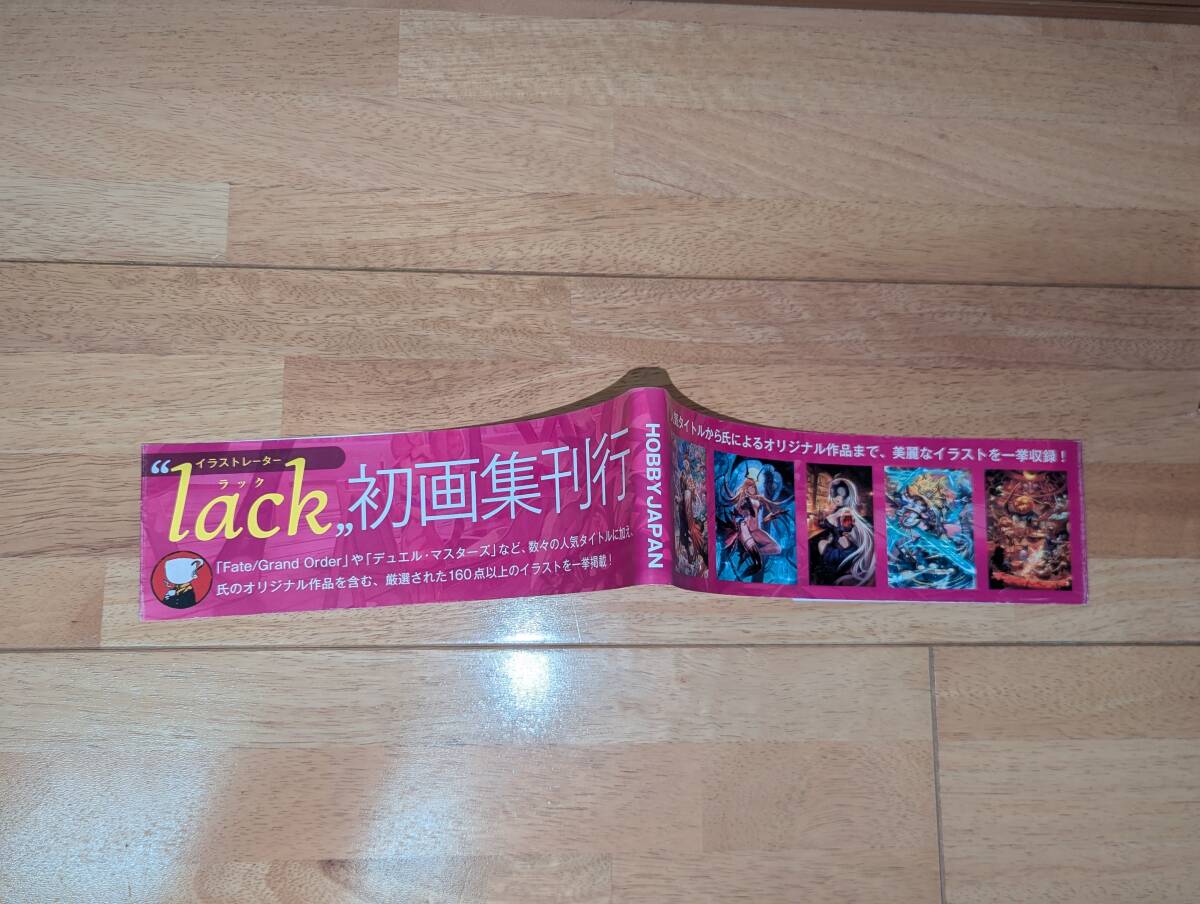 イラストレーター
ラック
“lack„初画集刊行
「Fate/Grand Order」や「デュエル・マスターズ」など、数々の人気タイトルに加え、
氏のオリジナル作品を含む、厳選された160点以上のイラストを一挙掲載！
HOBBY JAPAN
人気タイトルから氏によるオリジナル作品まで、美麗なイラストを一挙収録！